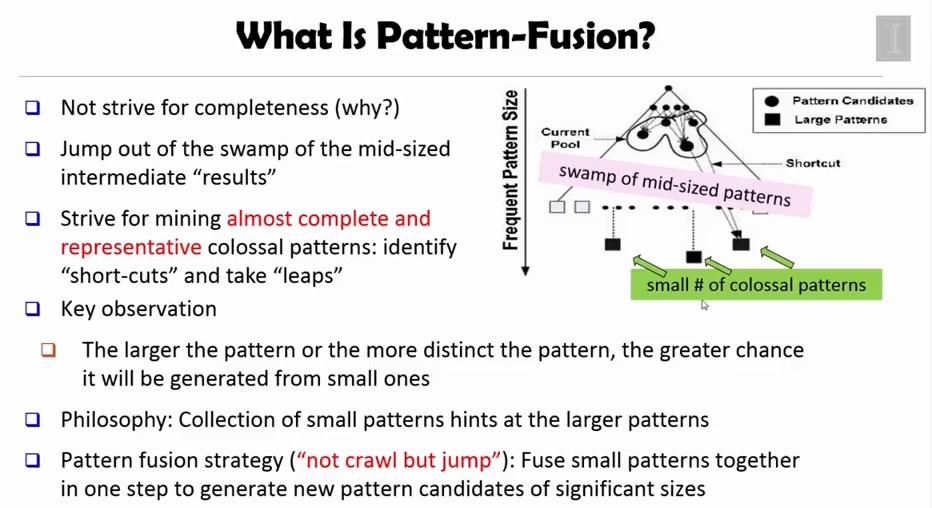 What Is Pattern-Fusion?
I
Not strive for completeness (why?)
Jump out of the swamp of the mid-sized
intermediate “results”
Strive for mining almost complete and
representative colossal patterns: identify
“short-cuts” and take “leaps”
Key observation
The larger the pattern or the more distinct the pattern, the greater chance
it will be generated from small ones
Philosophy: Collection of small patterns hints at the larger patterns
Pattern fusion strategy (“not crawl but jump”): Fuse small patterns together
in one step to generate new pattern candidates of significant sizes
Frequent Pattern Size
Current
Pool
Pattern Candidates
Large Patterns
Shortcut
swamp of mid-sized patterns
small # of colossal patterns